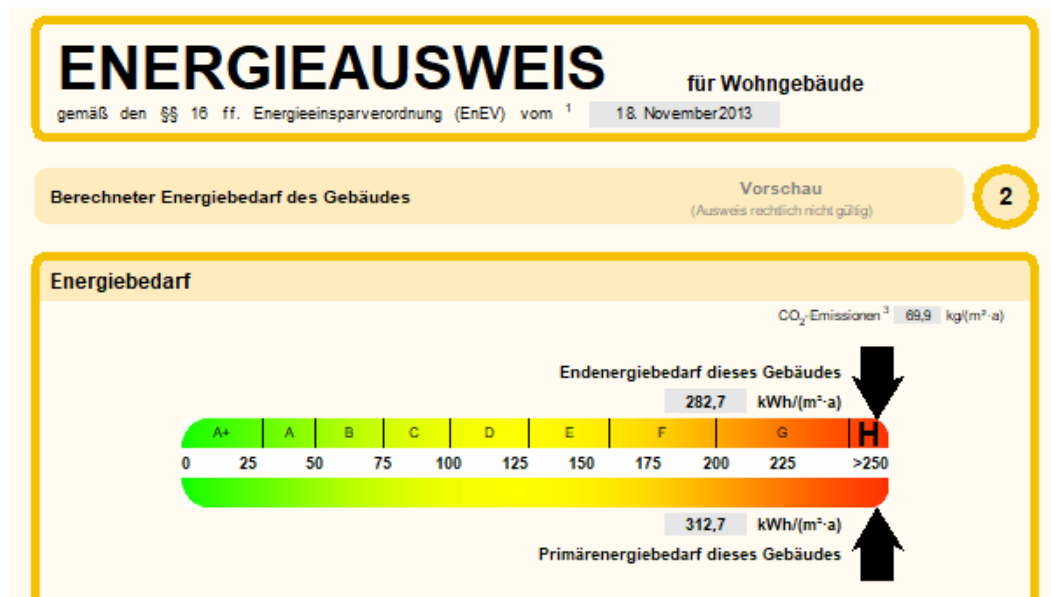 ENERGIEAUSWEIS für Wohngebäude
gemäß den §§ 16 ff. Energieeinsparverordnung (EnEV) vom ¹ 18. November2013
Berechneter Energiebedarf des Gebäudes
Vorschau
(Ausweis rechtlich nicht gültig)
2
Energiebedarf
CO₂-Emissionen ³ 69,9 kg/(m²·a)
Endenergiebedarf dieses Gebäudes
282,7 kWh/(m²·a)
A+ A B C D E F G H
0 25 50 75 100 125 150 175 200 225 >250
312,7 kWh/(m²·a)
Primärenergiebedarf dieses Gebäudes